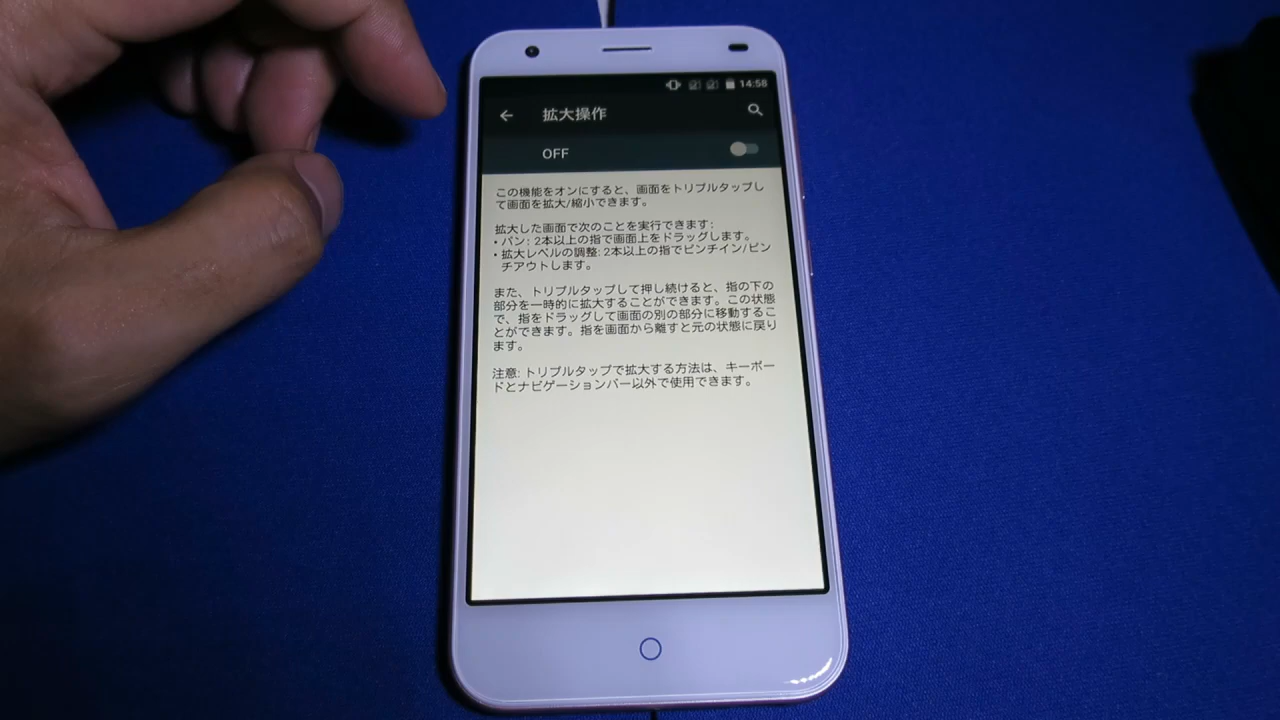 14:58
拡大操作
OFF
この機能をオンにすると、画面をトリプルタップし
て画面を拡大/縮小できます。
拡大した画面で次のことを実行できます:
• パン: 2本以上の指で画面上をドラッグします。
• 拡大レベルの調整: 2本以上の指でピンチイン/ピン
チアウトします。
また、トリプルタップして押し続けると、指の下の
部分を一時的に拡大することができます。この状態
で、指をドラッグして画面の別の部分に移動するこ
とができます。指を画面から離すと元の状態に戻り
ます。
注意: トリプルタップで拡大する方法は、キーボー
ドとナビゲーションバー以外で使用できます。